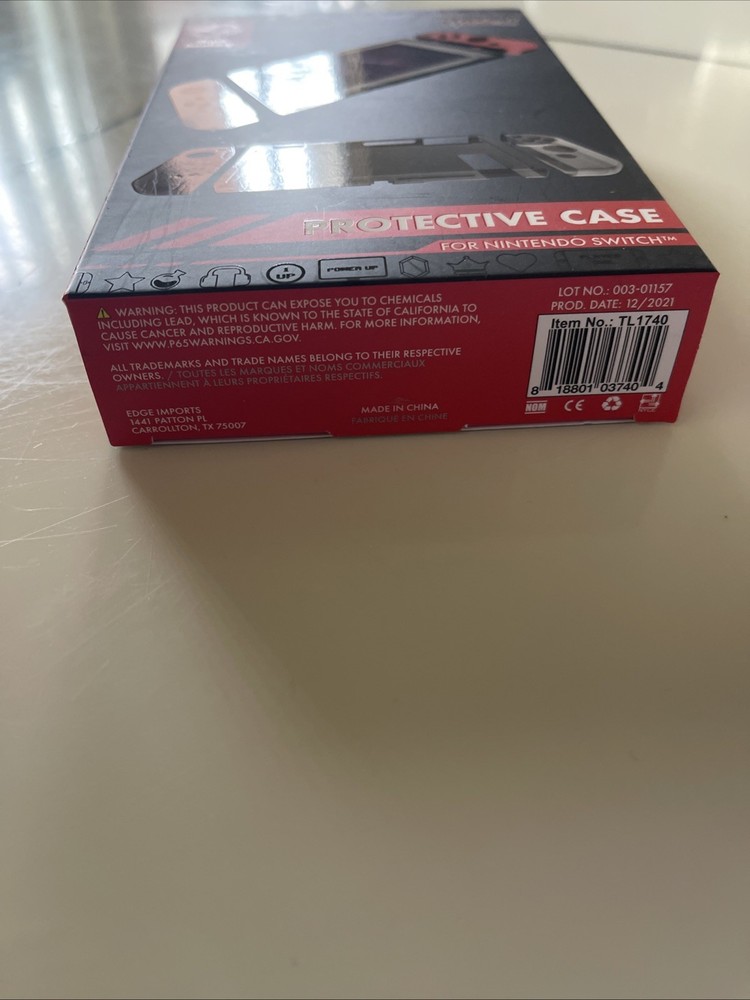 PROTECTIVE CASE
FOR NINTENDO SWITCH™
1
UP
POWER UP
WARNING: THIS PRODUCT CAN EXPOSE YOU TO CHEMICALS
INCLUDING LEAD, WHICH IS KNOWN TO THE STATE OF CALIFORNIA TO
CAUSE CANCER AND REPRODUCTIVE HARM. FOR MORE INFORMATION,
VISIT WWW.P65WARNINGS.CA.GOV.
ALL TRADEMARKS AND TRADE NAMES BELONG TO THEIR RESPECTIVE
OWNERS. / TOUTES LES MARQUES ET NOMS COMMERCIAUX
APPARTIENNENT À LEURS PROPRIÉTAIRES RESPECTIFS.
EDGE IMPORTS
1441 PATTON PL
CARROLLTON, TX 75007
MADE IN CHINA
FABRIQUÉ EN CHINE
LOT NO.: 003-01157
PROD. DATE: 12/2021
Item No.: TL1740
8 18801 03740 4
NOM CE